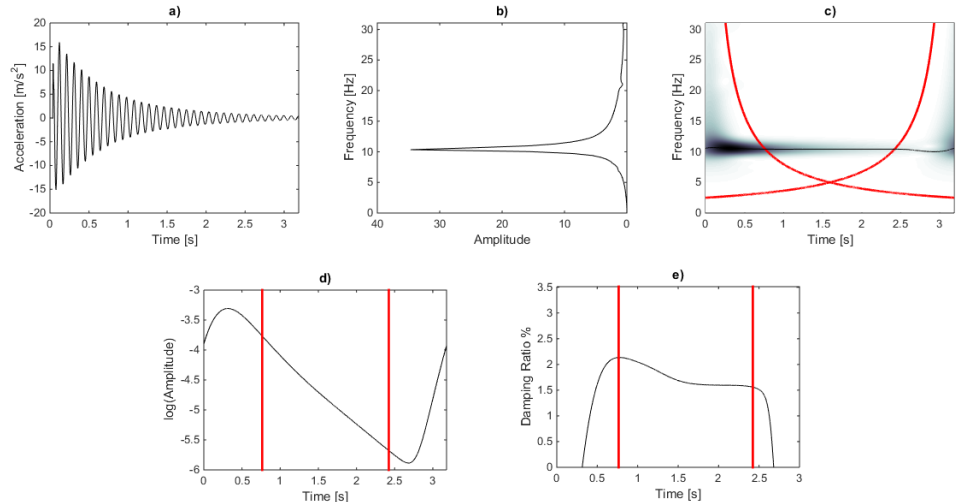 a)
20
15
10
5
0
-5
-10
-15
-20
Acceleration [m/s²]
0 0.5 1 1.5 2 2.5 3
Time [s]
b)
30
25
20
15
10
5
0
Frequency [Hz]
40 30 20 10 0
Amplitude
c)
30
25
20
15
10
5
0
Frequency [Hz]
0 0.5 1 1.5 2 2.5 3
Time [s]
d)
-3
-3.5
-4
-4.5
-5
-5.5
-6
log(Amplitude)
0 0.5 1 1.5 2 2.5 3
Time [s]
e)
3.5
3
2.5
2
1.5
1
0.5
0
Damping Ratio %
0 0.5 1 1.5 2 2.5 3
Time [s]